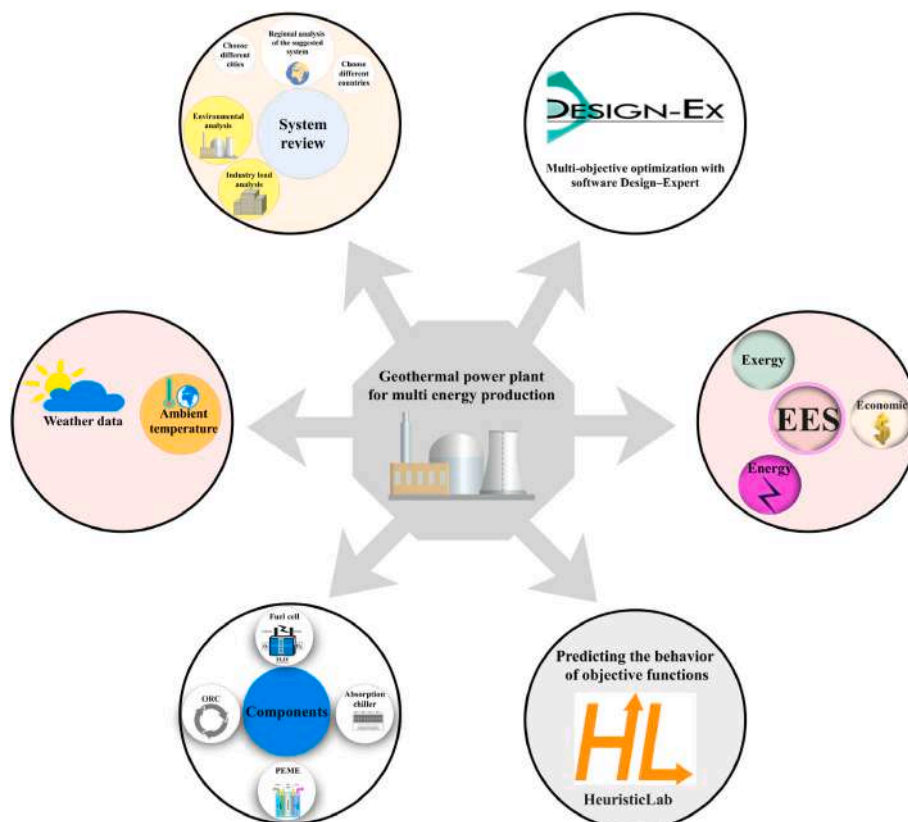 Choose
different
cities
Regional analysis
of the suggested
system
Choose
different
countries
Environmental
analysis
System
review
Industry load
analysis
DESIGN-EX
Multi-objective optimization with
software Design–Expert
Weather data
Ambient
temperature
Geothermal power plant
for multi energy production
Exergy
EES
Economic
$
Energy
Fuel cell
ORC
Components
Absorption
chiller
PEME
Predicting the behavior
of objective functions
HL
HeuristicLab